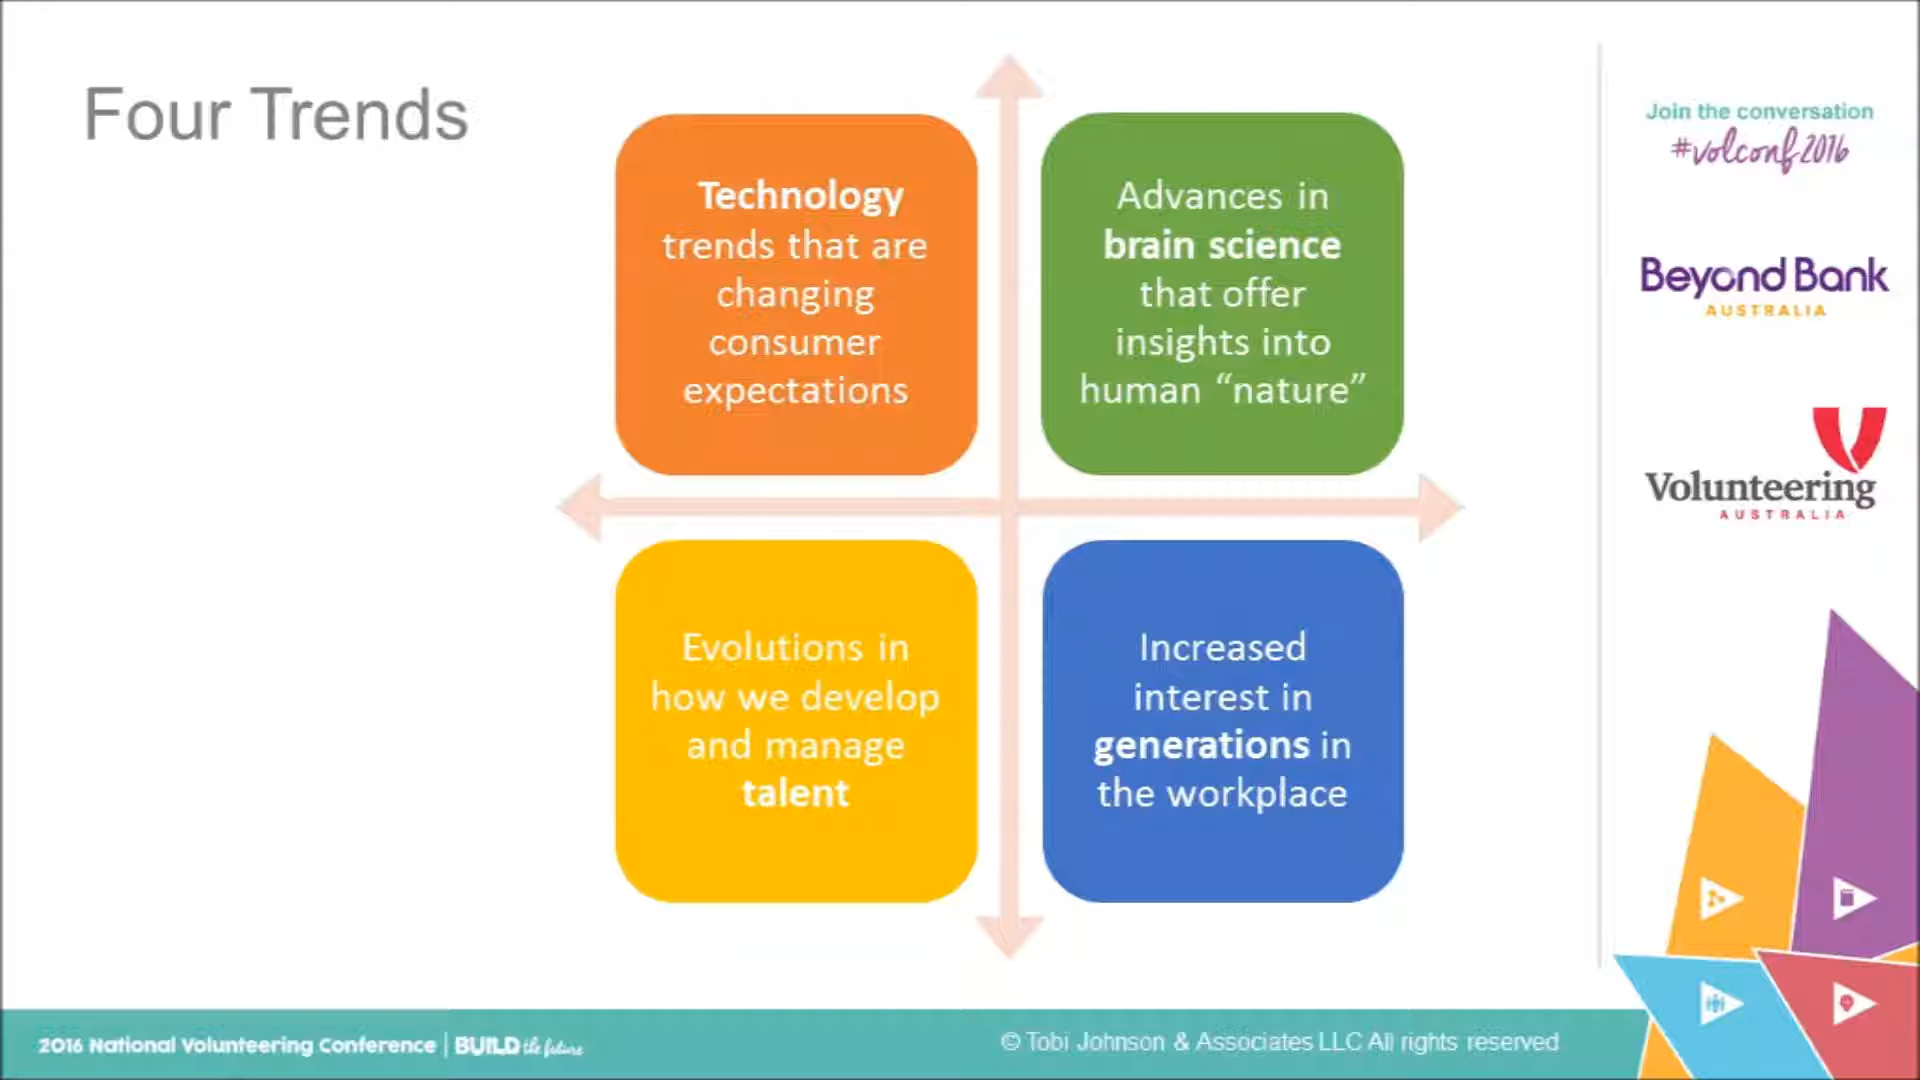 Four Trends
Technology
trends that are
changing
consumer
expectations
Advances in
brain science
that offer
insights into
human “nature”
Evolutions in
how we develop
and manage
talent
Increased
interest in
generations in
the workplace
Join the conversation
#volconf2016
Beyond Bank
AUSTRALIA
Volunteering
AUSTRALIA
2016 National Volunteering Conference | BUILD the future
© Tobi Johnson & Associates LLC All rights reserved